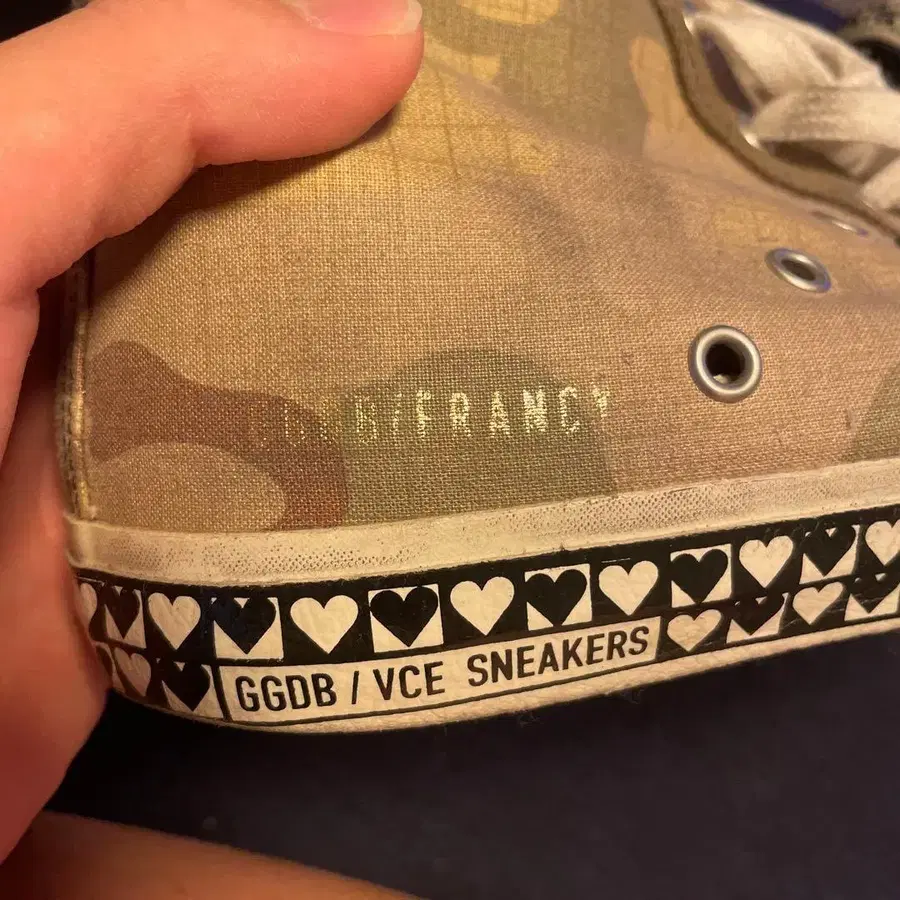 B/FRANCY
GGDB / VCE SNEAKERS